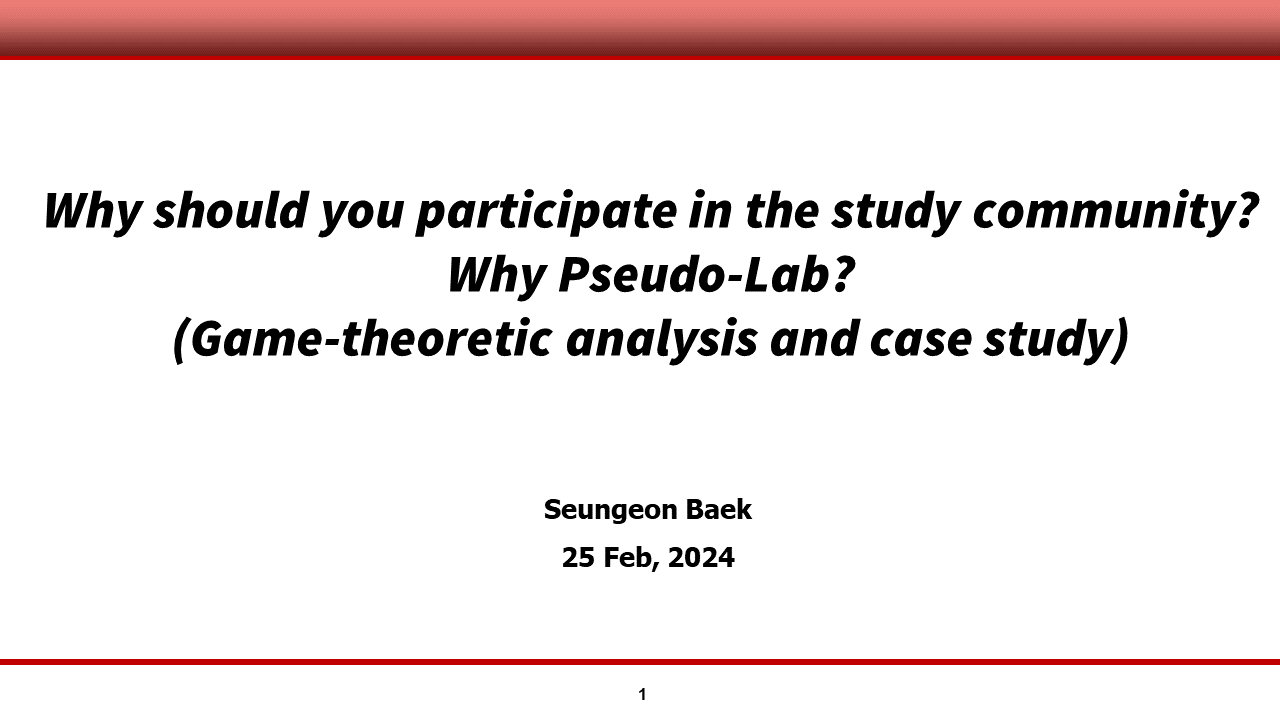 Why should you participate in the study community?
Why Pseudo-Lab?
(Game-theoretic analysis and case study)
Seungeon Baek
25 Feb, 2024
1